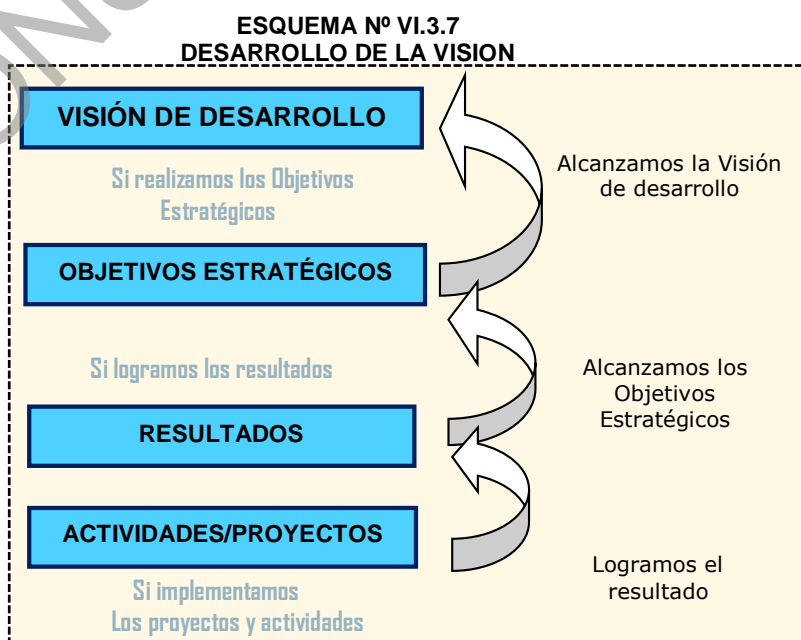 ESQUEMA Nº VI.3.7
DESARROLLO DE LA VISION
VISIÓN DE DESARROLLO
Si realizamos los Objetivos
Estratégicos
Alcanzamos la Visión
de desarrollo
OBJETIVOS ESTRATÉGICOS
Si logramos los resultados
Alcanzamos los
Objetivos
Estratégicos
RESULTADOS
ACTIVIDADES/PROYECTOS
Si implementamos
Los proyectos y actividades
Logramos el
resultado